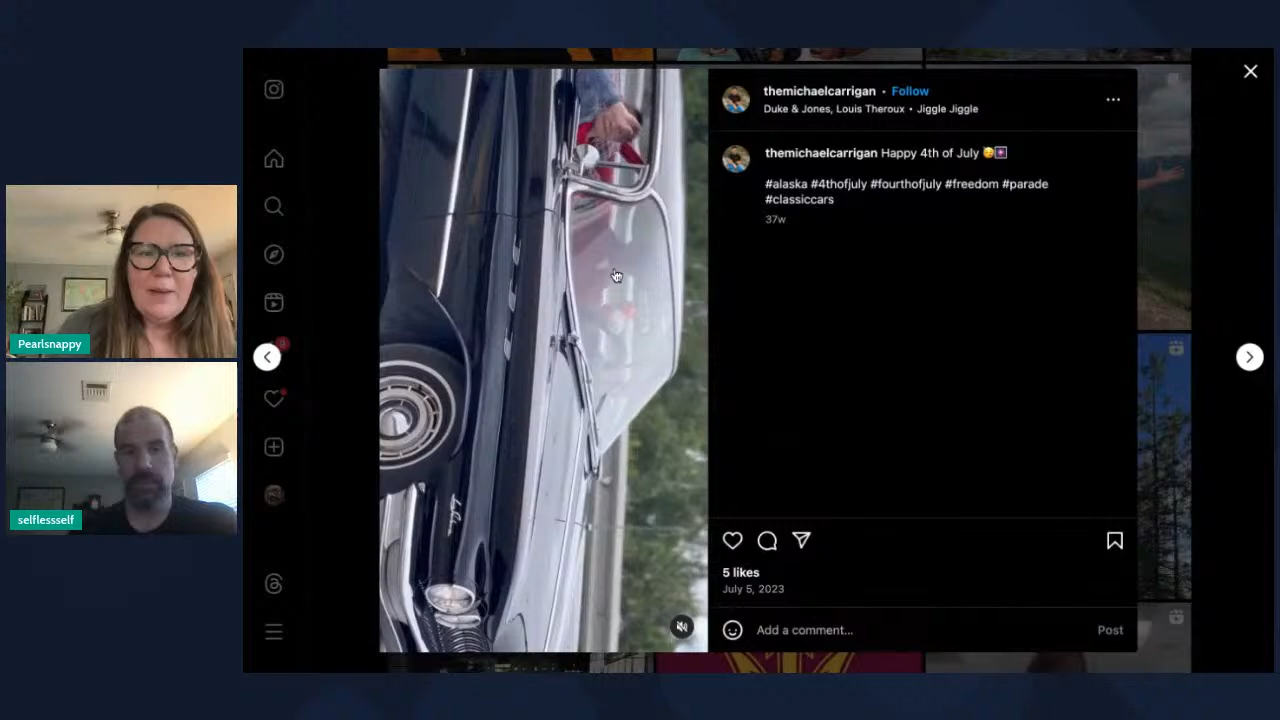 Pearlsnappy
selflessself
themichaelcarrigan • Follow
Duke & Jones, Louis Theroux • Jiggle Jiggle
themichaelcarrigan Happy 4th of July
#alaska #4thofjuly #fourthofjuly #freedom #parade
#classiccars
37w
5 likes
July 5, 2023
Add a comment...
Post